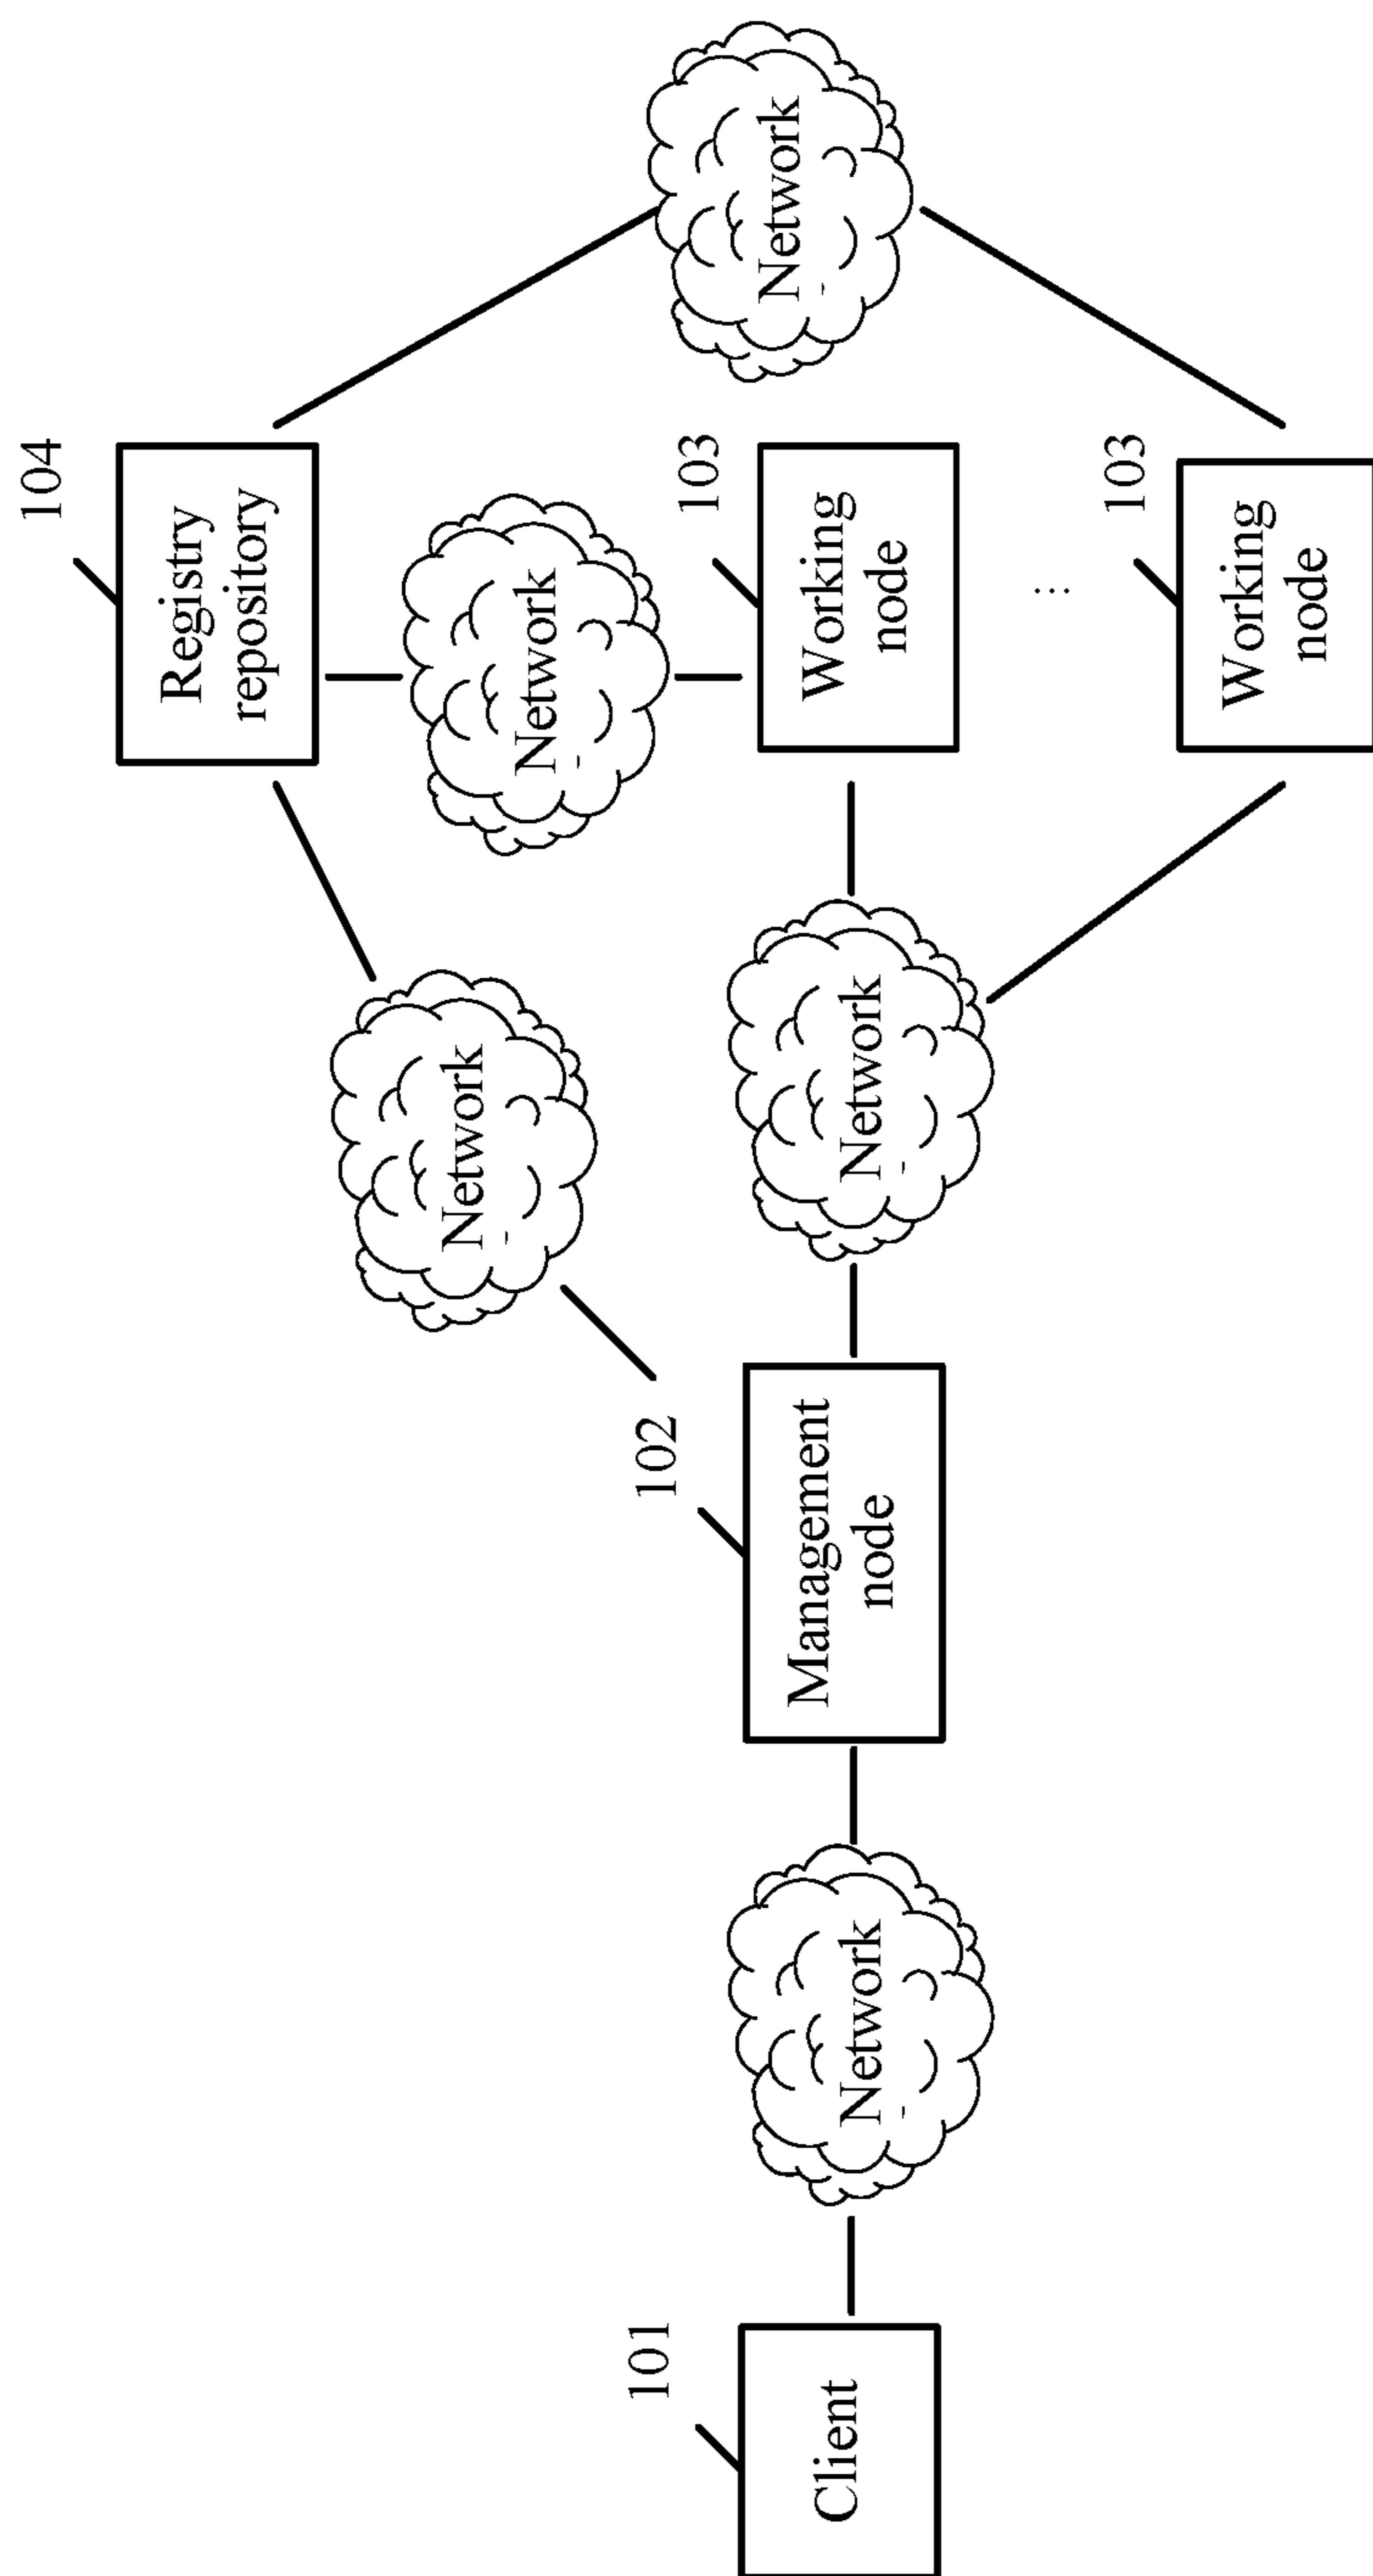 104
Registry
repository
Network
Network
Network
102
103
Client
101
Network
Management
node
Network
Working
node
...
103
Working
node